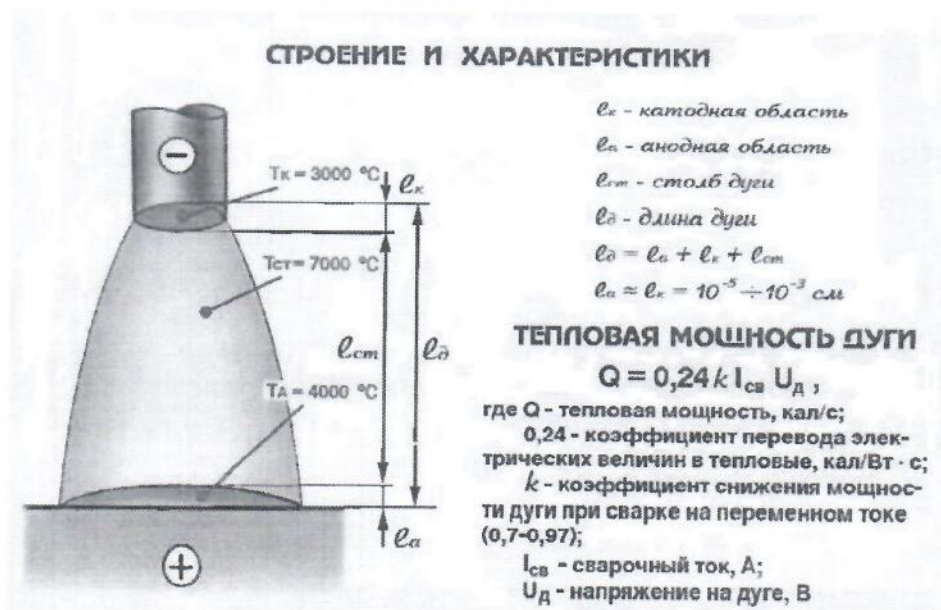 СТРОЕНИЕ И ХАРАКТЕРИСТИКИ
ℓк - катодная область
ℓа - анодная область
ℓст - столб дуги
ℓд - длина дуги
ℓд = ℓа + ℓк + ℓст
ℓа ≈ ℓк = 10⁻⁵ ÷ 10⁻³ см
−
Тк = 3000 °С
ℓк
Тст = 7000 °С
ℓст
ℓд
ТА = 4000 °С
ℓа
+
ТЕПЛОВАЯ МОЩНОСТЬ ДУГИ
Q = 0,24 k Iсв Uд ,
где Q - тепловая мощность, кал/с;
0,24 - коэффициент перевода элек-
трических величин в тепловые, кал/Вт · с;
k - коэффициент снижения мощнос-
ти дуги при сварке на переменном токе
(0,7-0,97);
Iсв - сварочный ток, А;
Uд - напряжение на дуге, В